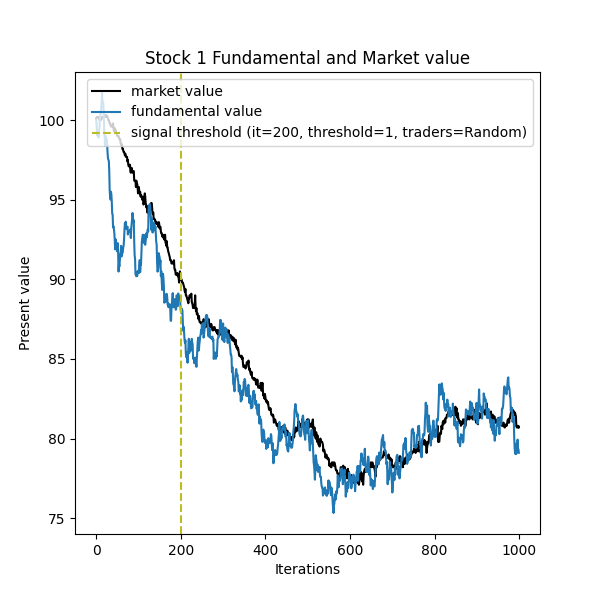 Stock 1 Fundamental and Market value
market value
fundamental value
signal threshold (it=200, threshold=1, traders=Random)
Present value
100
95
90
85
80
75
0
200
400
600
800
1000
Iterations